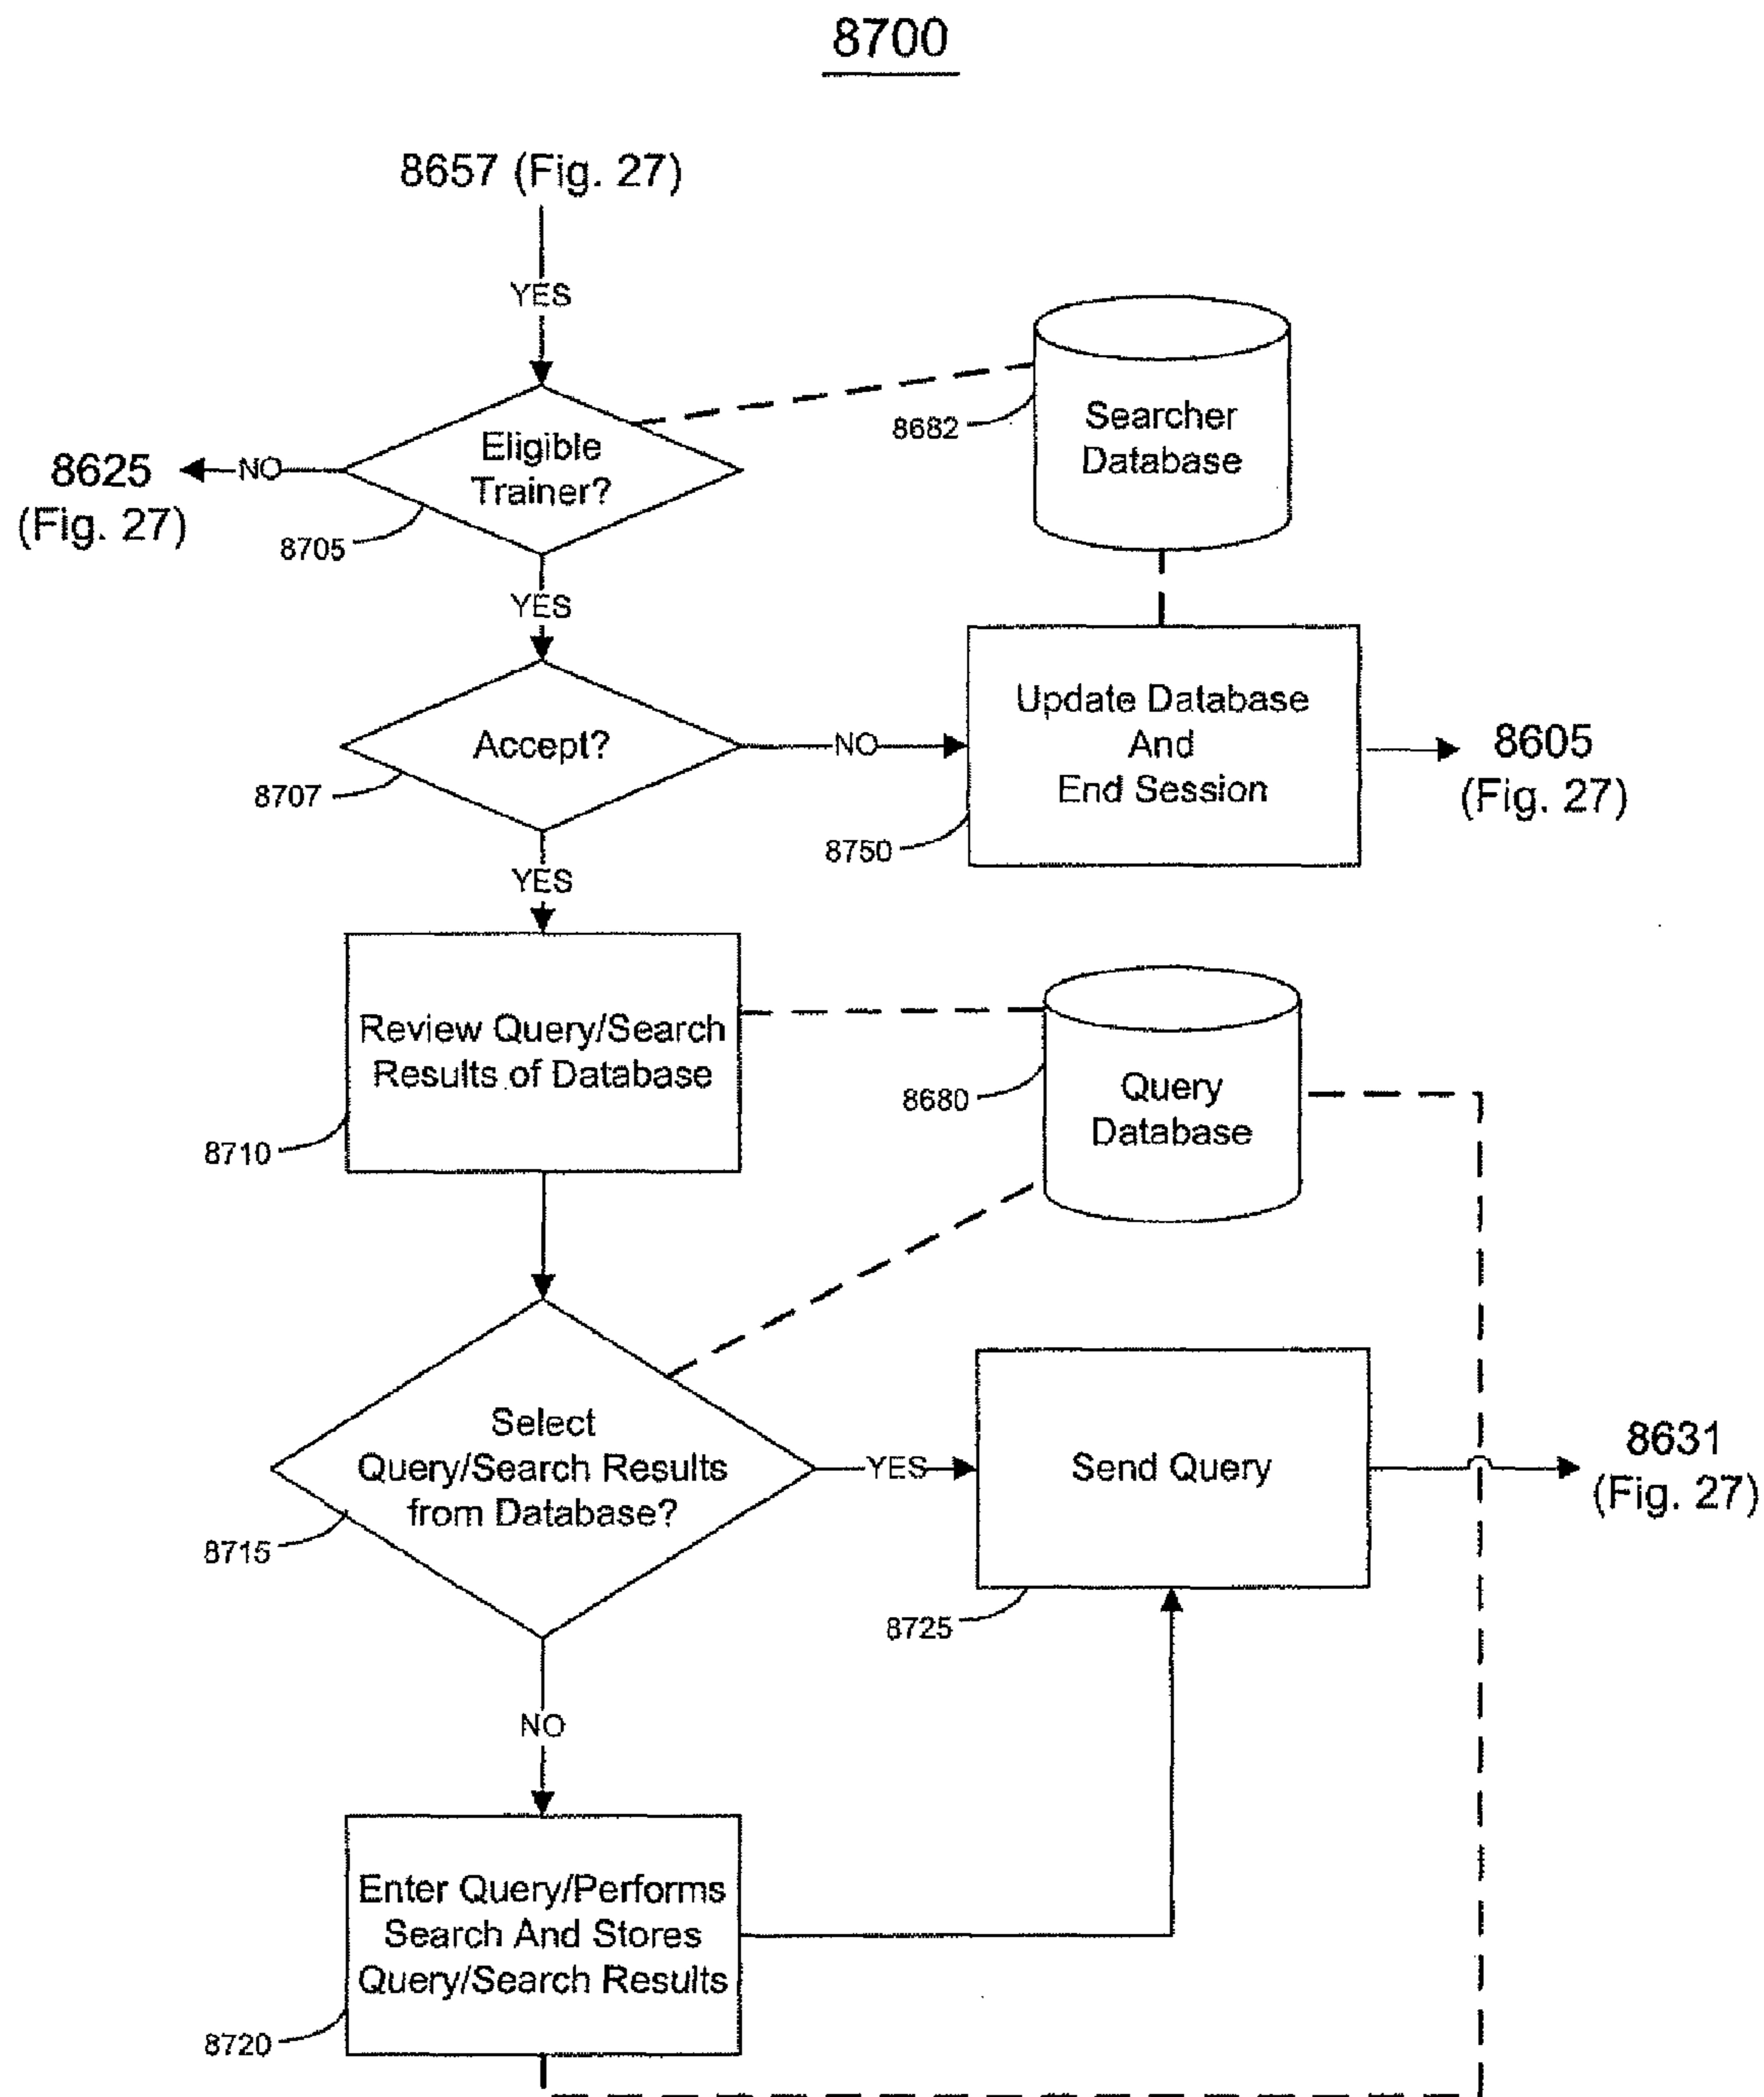 8700
8657 (Fig. 27)
YES
Eligible
Trainer?
8705
NO
8625
(Fig. 27)
8682
Searcher
Database
YES
Accept?
8707
NO
Update Database
And
End Session
8750
8605
(Fig. 27)
YES
Review Query/Search
Results of Database
8710
8680
Query
Database
Select
Query/Search Results
from Database?
8715
YES
Send Query
8725
8631
(Fig. 27)
NO
Enter Query/Performs
Search And Stores
Query/Search Results
8720